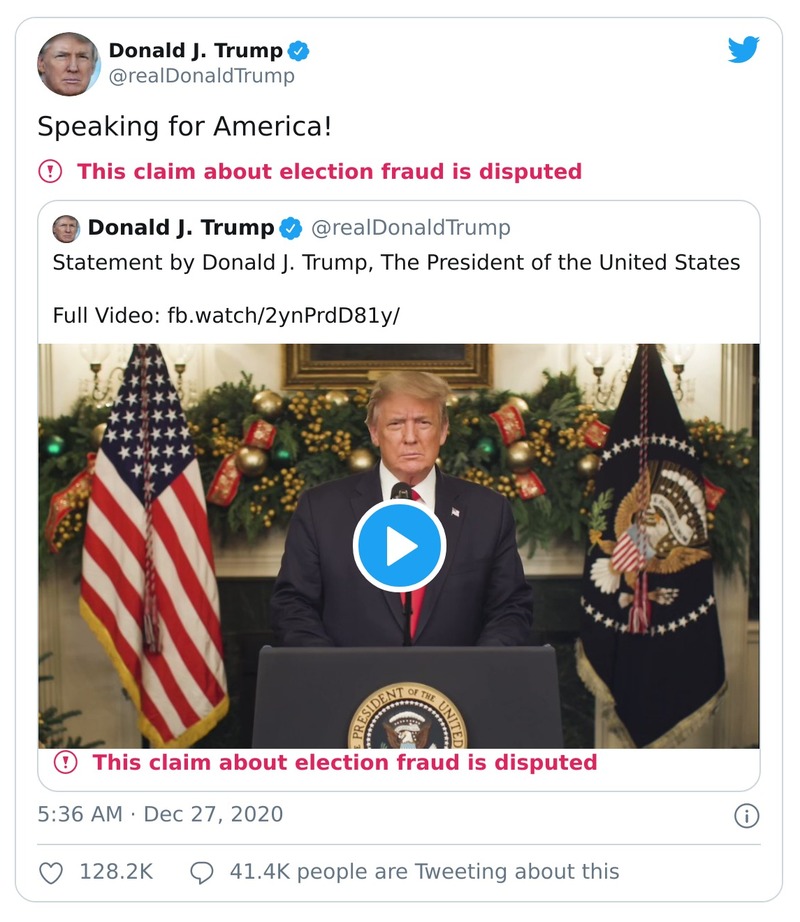 Donald J. Trump
@realDonaldTrump
Speaking for America!
This claim about election fraud is disputed
Donald J. Trump @realDonaldTrump
Statement by Donald J. Trump, The President of the United States
Full Video: fb.watch/2ynPrdD81y/
PRESIDENT OF THE UNITED
This claim about election fraud is disputed
5:36 AM · Dec 27, 2020
128.2K 41.4K people are Tweeting about this